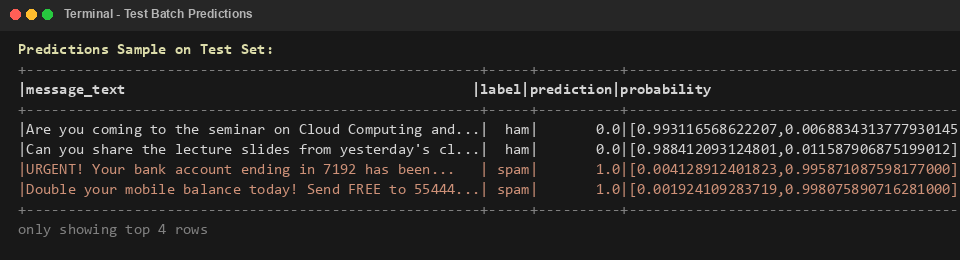 Terminal - Test Batch Predictions
Predictions Sample on Test Set:
+-------------------------------------------------------+-----+----------+----------------------------------------
|message_text                                           |label|prediction|probability
+-------------------------------------------------------+-----+----------+----------------------------------------
|Are you coming to the seminar on Cloud Computing and...|  ham|       0.0|[0.993116568622207,0.0068834313777930145
|Can you share the lecture slides from yesterday's cl...|  ham|       0.0|[0.988412093124801,0.011587906875199012]
|URGENT! Your bank account ending in 7192 has been...   | spam|       1.0|[0.004128912401823,0.995871087598177000]
|Double your mobile balance today! Send FREE to 55444...| spam|       1.0|[0.001924109283719,0.998075890716281000]
+-------------------------------------------------------+-----+----------+----------------------------------------
only showing top 4 rows